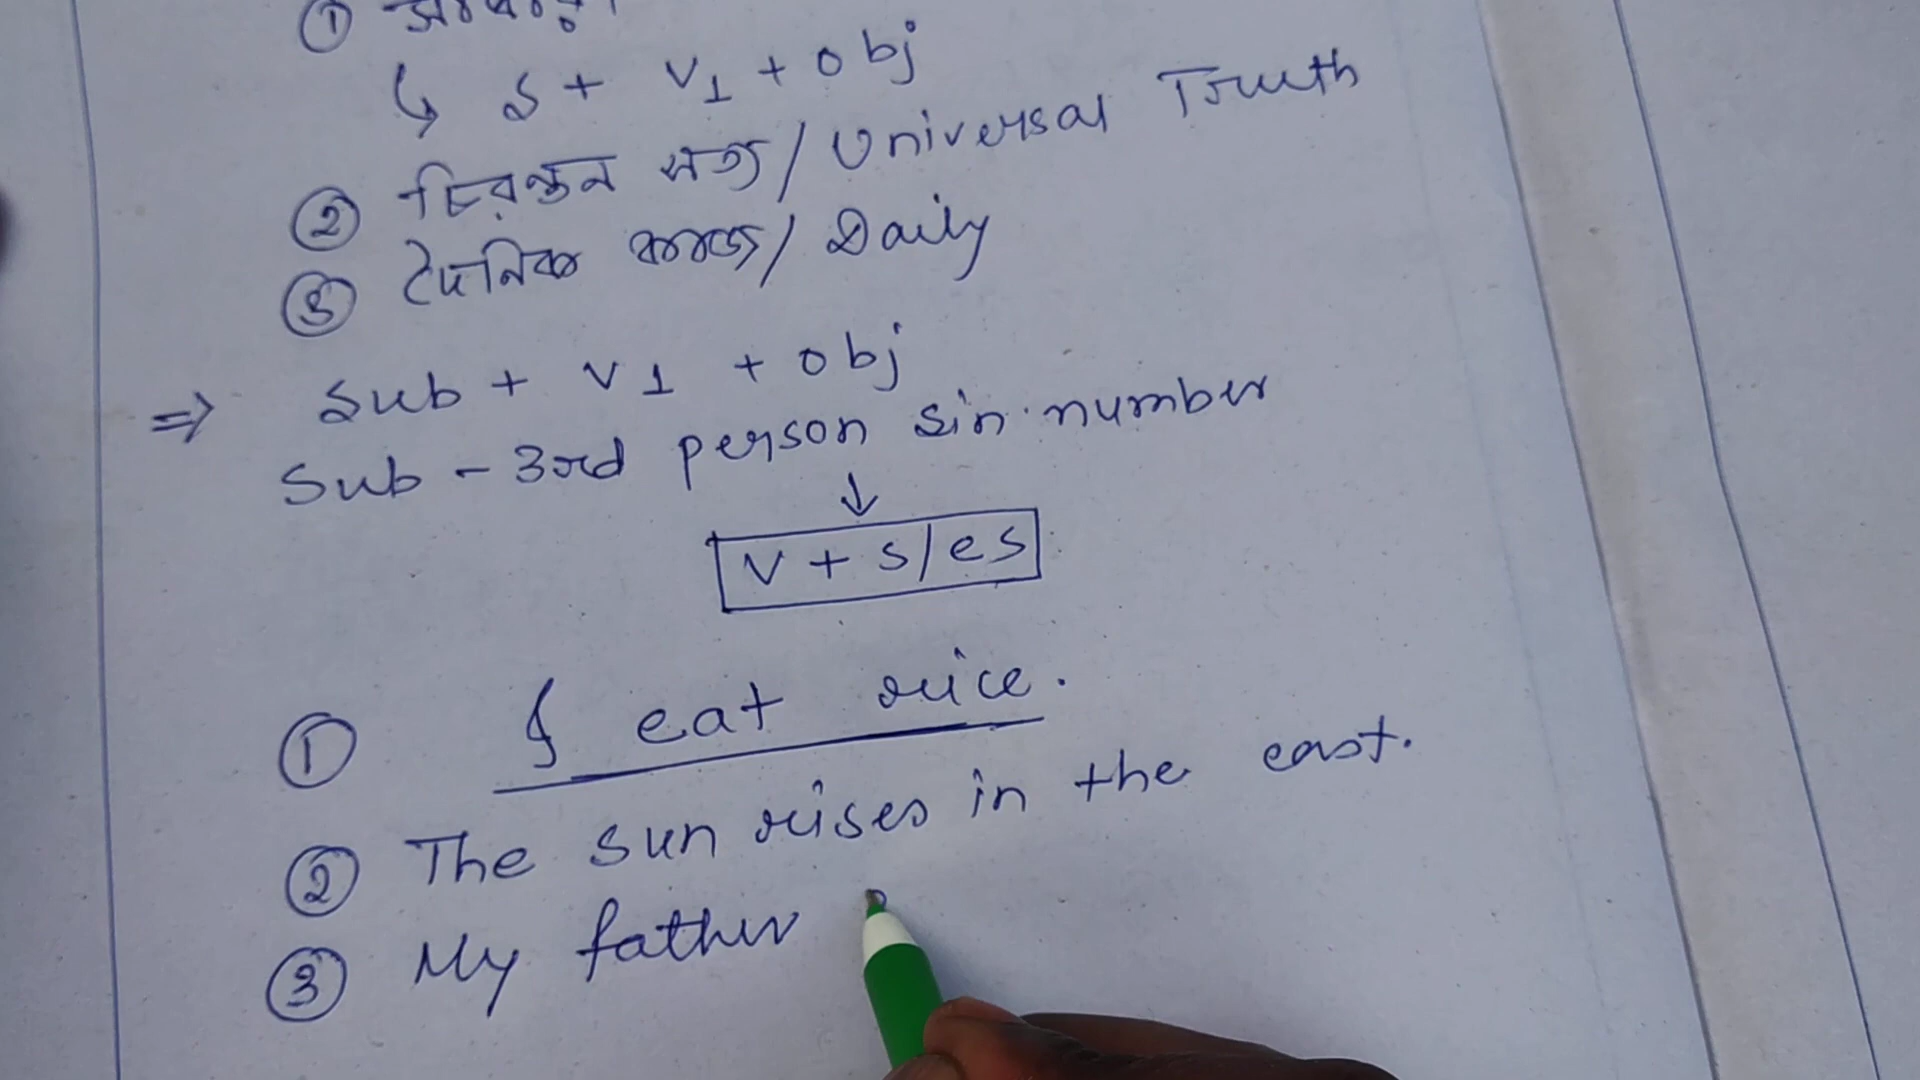 ①
↳ S + V1 + obj
② চিরন্তন সত্য / Universal Truth
③ দৈনিক কাজ / Daily
⇒ Sub + V1 + obj
Sub - 3rd person sin. number
↓
V + s/es
① I eat rice.
② The sun rises in the east.
③ My father